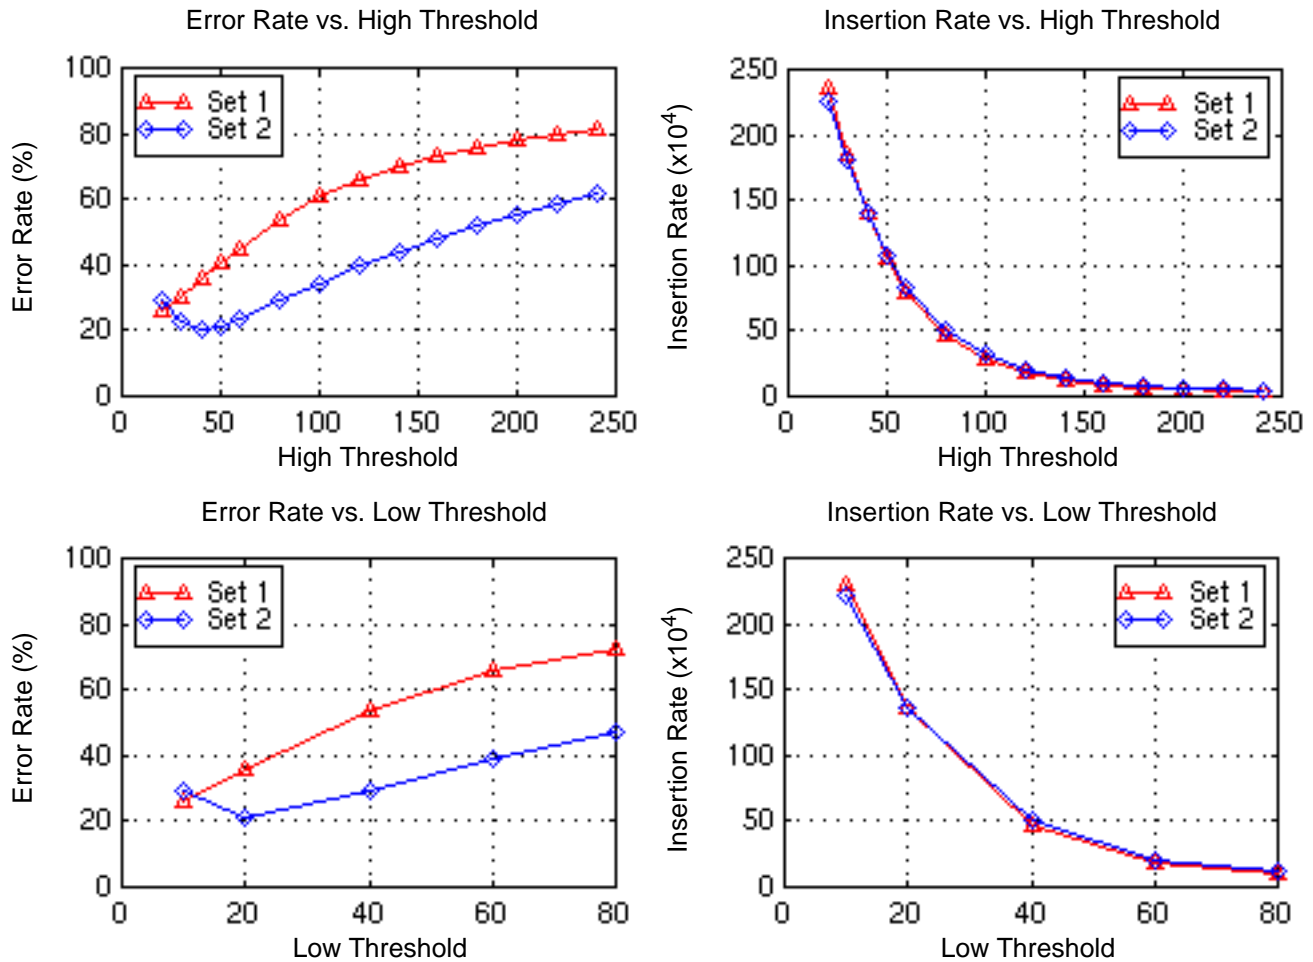 Error Rate vs. High Threshold
Error Rate (%)
100
80
60
40
20
0
Set 1
Set 2
0 50 100 150 200 250
High Threshold
Insertion Rate vs. High Threshold
Insertion Rate (x10⁴)
250
200
150
100
50
0
Set 1
Set 2
0 50 100 150 200 250
High Threshold
Error Rate vs. Low Threshold
Error Rate (%)
100
80
60
40
20
0
Set 1
Set 2
0 20 40 60 80
Low Threshold
Insertion Rate vs. Low Threshold
Insertion Rate (x10⁴)
250
200
150
100
50
0
Set 1
Set 2
0 20 40 60 80
Low Threshold